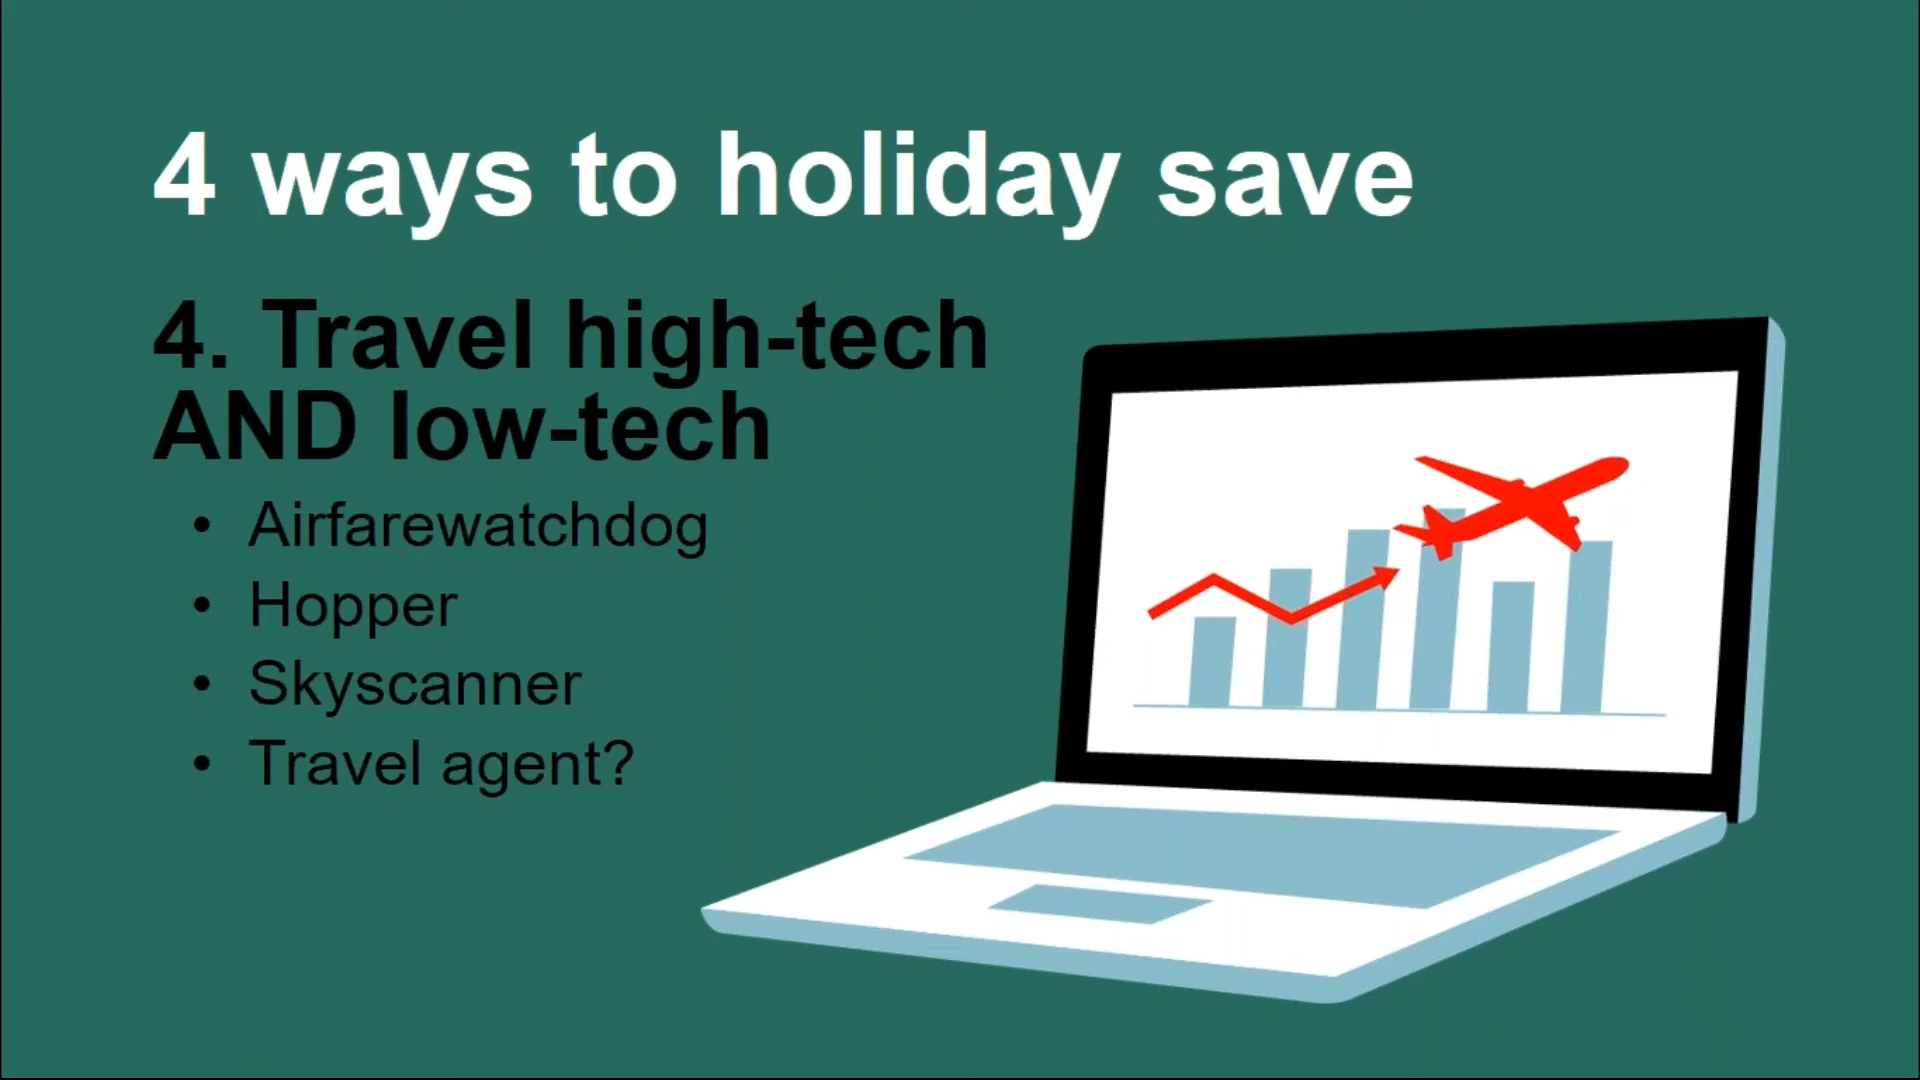 4 ways to holiday save
4. Travel high-tech
AND low-tech
• Airfarewatchdog
• Hopper
• Skyscanner
• Travel agent?